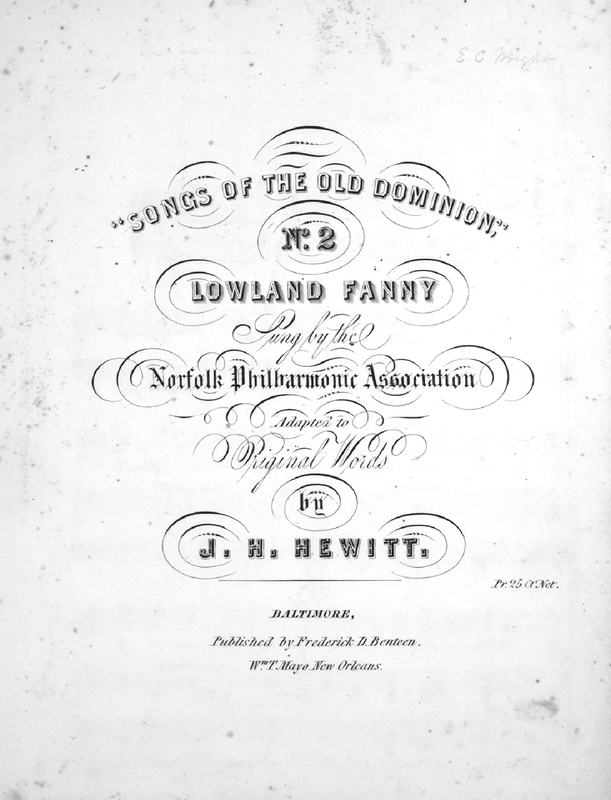 E. C. Wright
"SONGS OF THE OLD DOMINION,"
No. 2
LOWLAND FANNY
Sung by the
Norfolk Philharmonic Association
Adapted to
Original Words
by
J. H. HEWITT.
Pr. 25 Ct Net.
BALTIMORE,
Published by Frederick D. Benteen.
Wm. T. Mayo New Orleans.